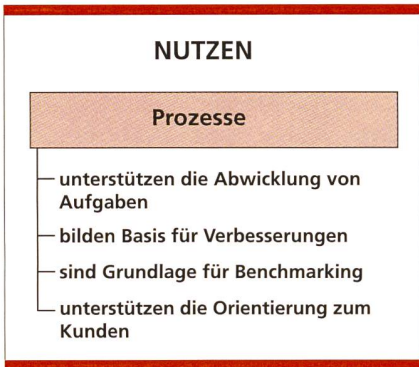 NUTZEN
Prozesse
unterstützen die Abwicklung von
Aufgaben
bilden Basis für Verbesserungen
sind Grundlage für Benchmarking
unterstützen die Orientierung zum
Kunden